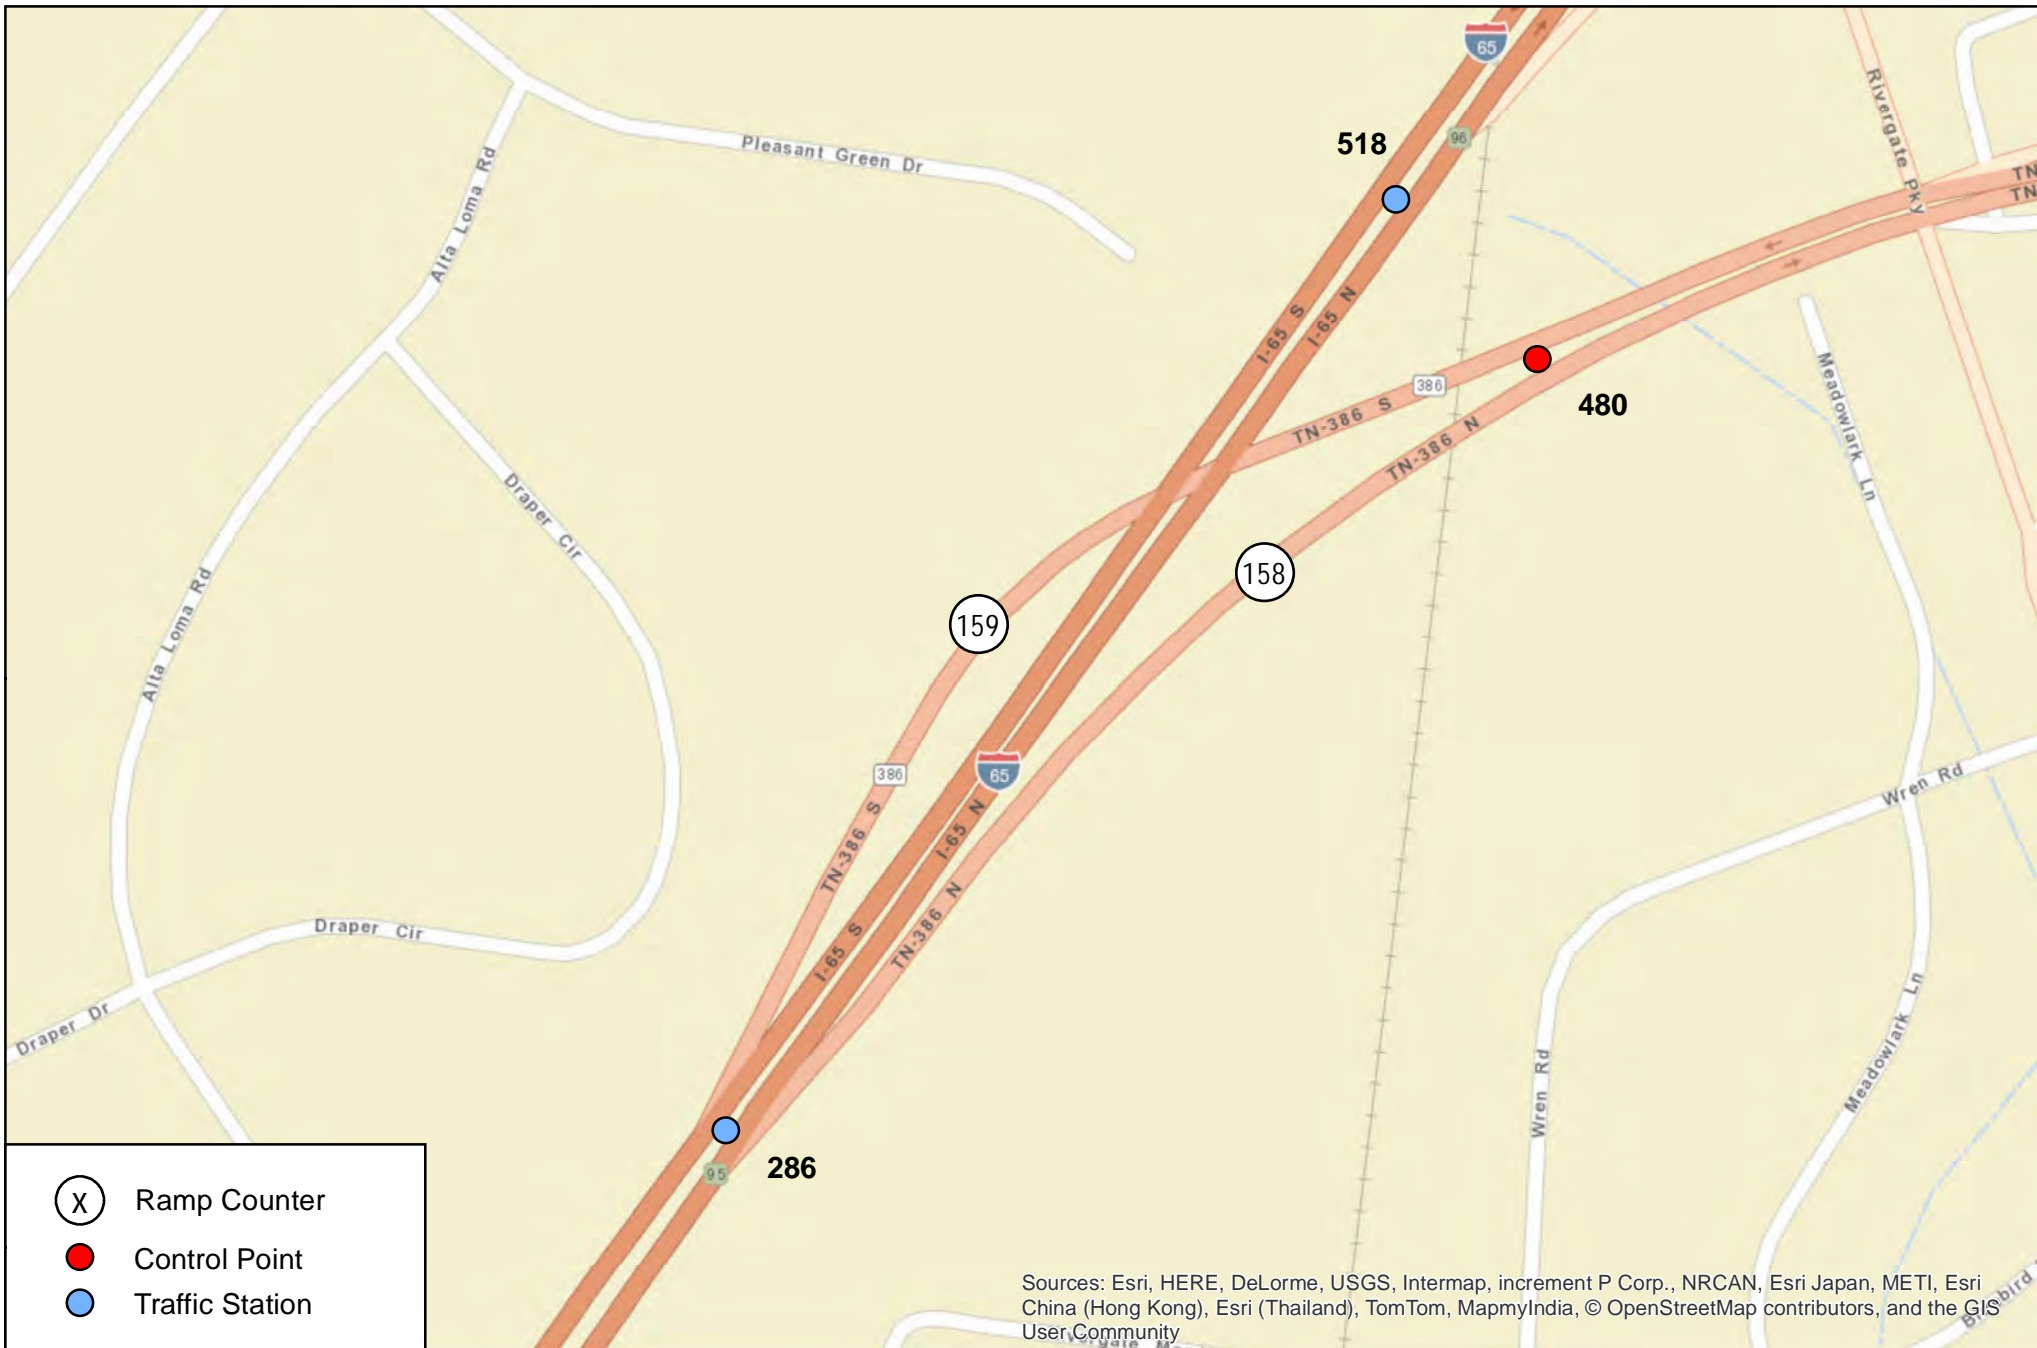 65
Rivergate Pky
518
96
Pleasant Green Dr
Alta Loma Rd
TN
TN
I-65 S
I-65 N
386
TN-386 S
480
TN-386 N
Meadowlark Ln
Draper Cir
158
159
Alta Loma Rd
386
65
Wren Rd
TN-386 S
I-65 N
TN-386 N
I-65 S
Draper Cir
Draper Dr
Meadowlark Ln
Wren Rd
95
286
X Ramp Counter
Control Point
Traffic Station
Sources: Esri, HERE, DeLorme, USGS, Intermap, increment P Corp., NRCAN, Esri Japan, METI, Esri
China (Hong Kong), Esri (Thailand), TomTom, MapmyIndia, © OpenStreetMap contributors, and the GIS
User Community